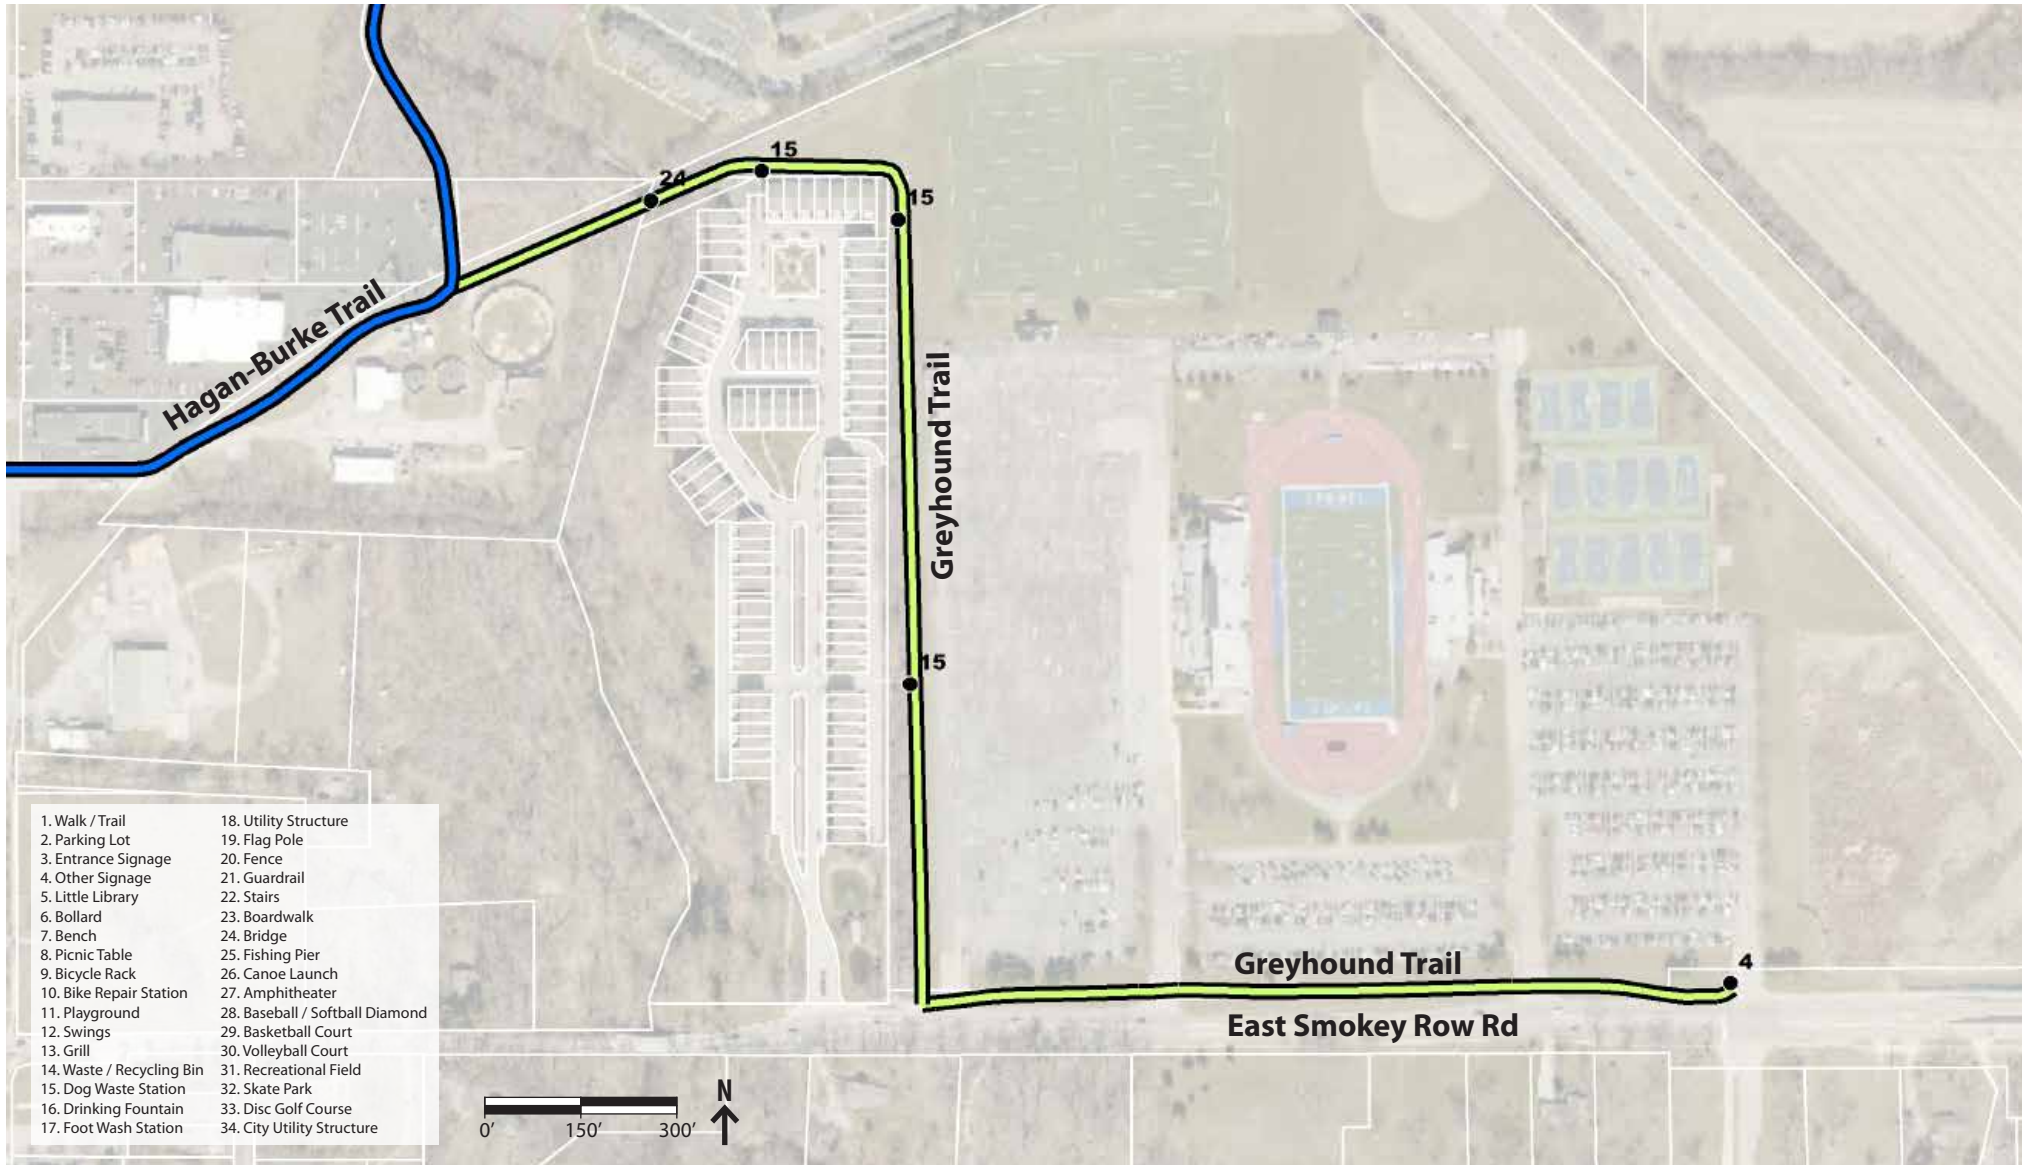 24
15
15
Hagan-Burke Trail
Greyhound Trail
15
Greyhound Trail
4
East Smokey Row Rd
1. Walk / Trail
2. Parking Lot
3. Entrance Signage
4. Other Signage
5. Little Library
6. Bollard
7. Bench
8. Picnic Table
9. Bicycle Rack
10. Bike Repair Station
11. Playground
12. Swings
13. Grill
14. Waste / Recycling Bin
15. Dog Waste Station
16. Drinking Fountain
17. Foot Wash Station
18. Utility Structure
19. Flag Pole
20. Fence
21. Guardrail
22. Stairs
23. Boardwalk
24. Bridge
25. Fishing Pier
26. Canoe Launch
27. Amphitheater
28. Baseball / Softball Diamond
29. Basketball Court
30. Volleyball Court
31. Recreational Field
32. Skate Park
33. Disc Golf Course
34. City Utility Structure
0′ 150′ 300′
N